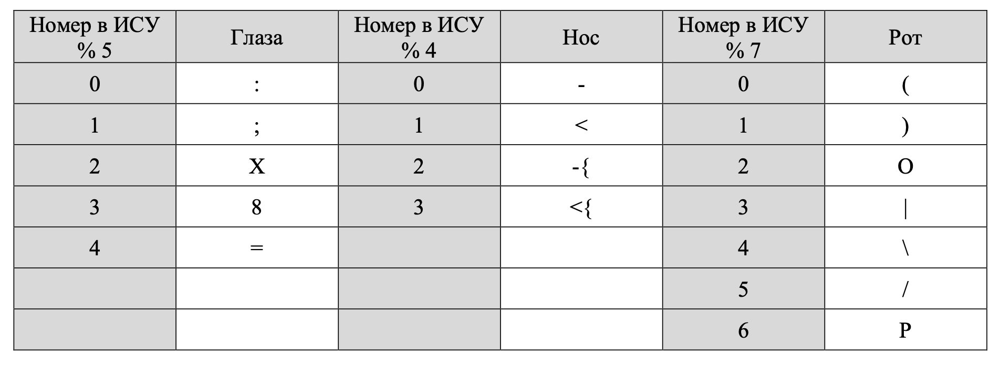 Номер в ИСУ % 5 Глаза Номер в ИСУ % 4 Нос Номер в ИСУ % 7 Рот
0 : 0 - 0 (
1 ; 1 < 1 )
2 X 2 -{ 2 O
3 8 3 <{ 3 |
4 = 4 \
5 /
6 P